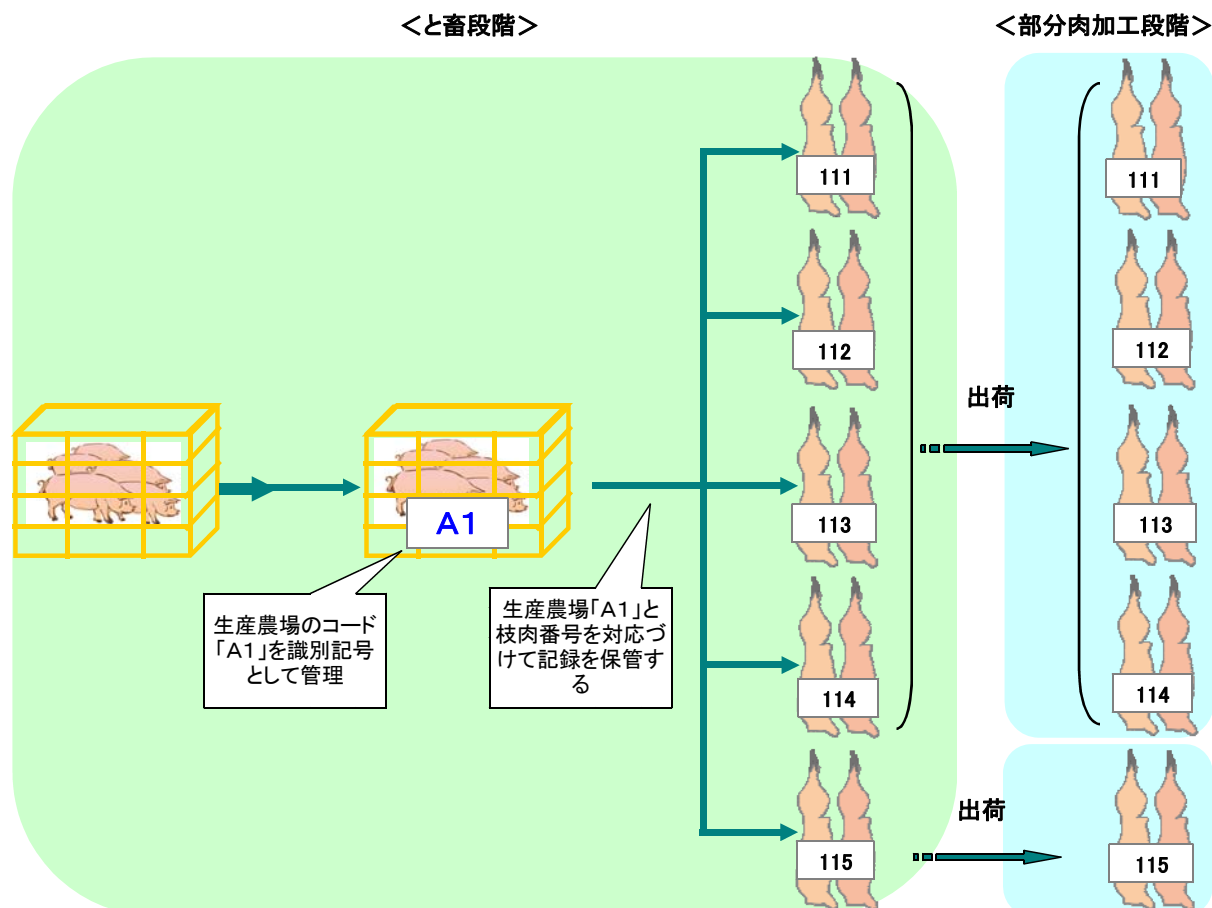 ＜と畜段階＞
＜部分肉加工段階＞
111
112
113
114
115
A1
生産農場のコード
「A1」を識別記号
として管理
生産農場「A1」と
枝肉番号を対応づ
けて記録を保管す
る
出荷
出荷
111
112
113
114
115